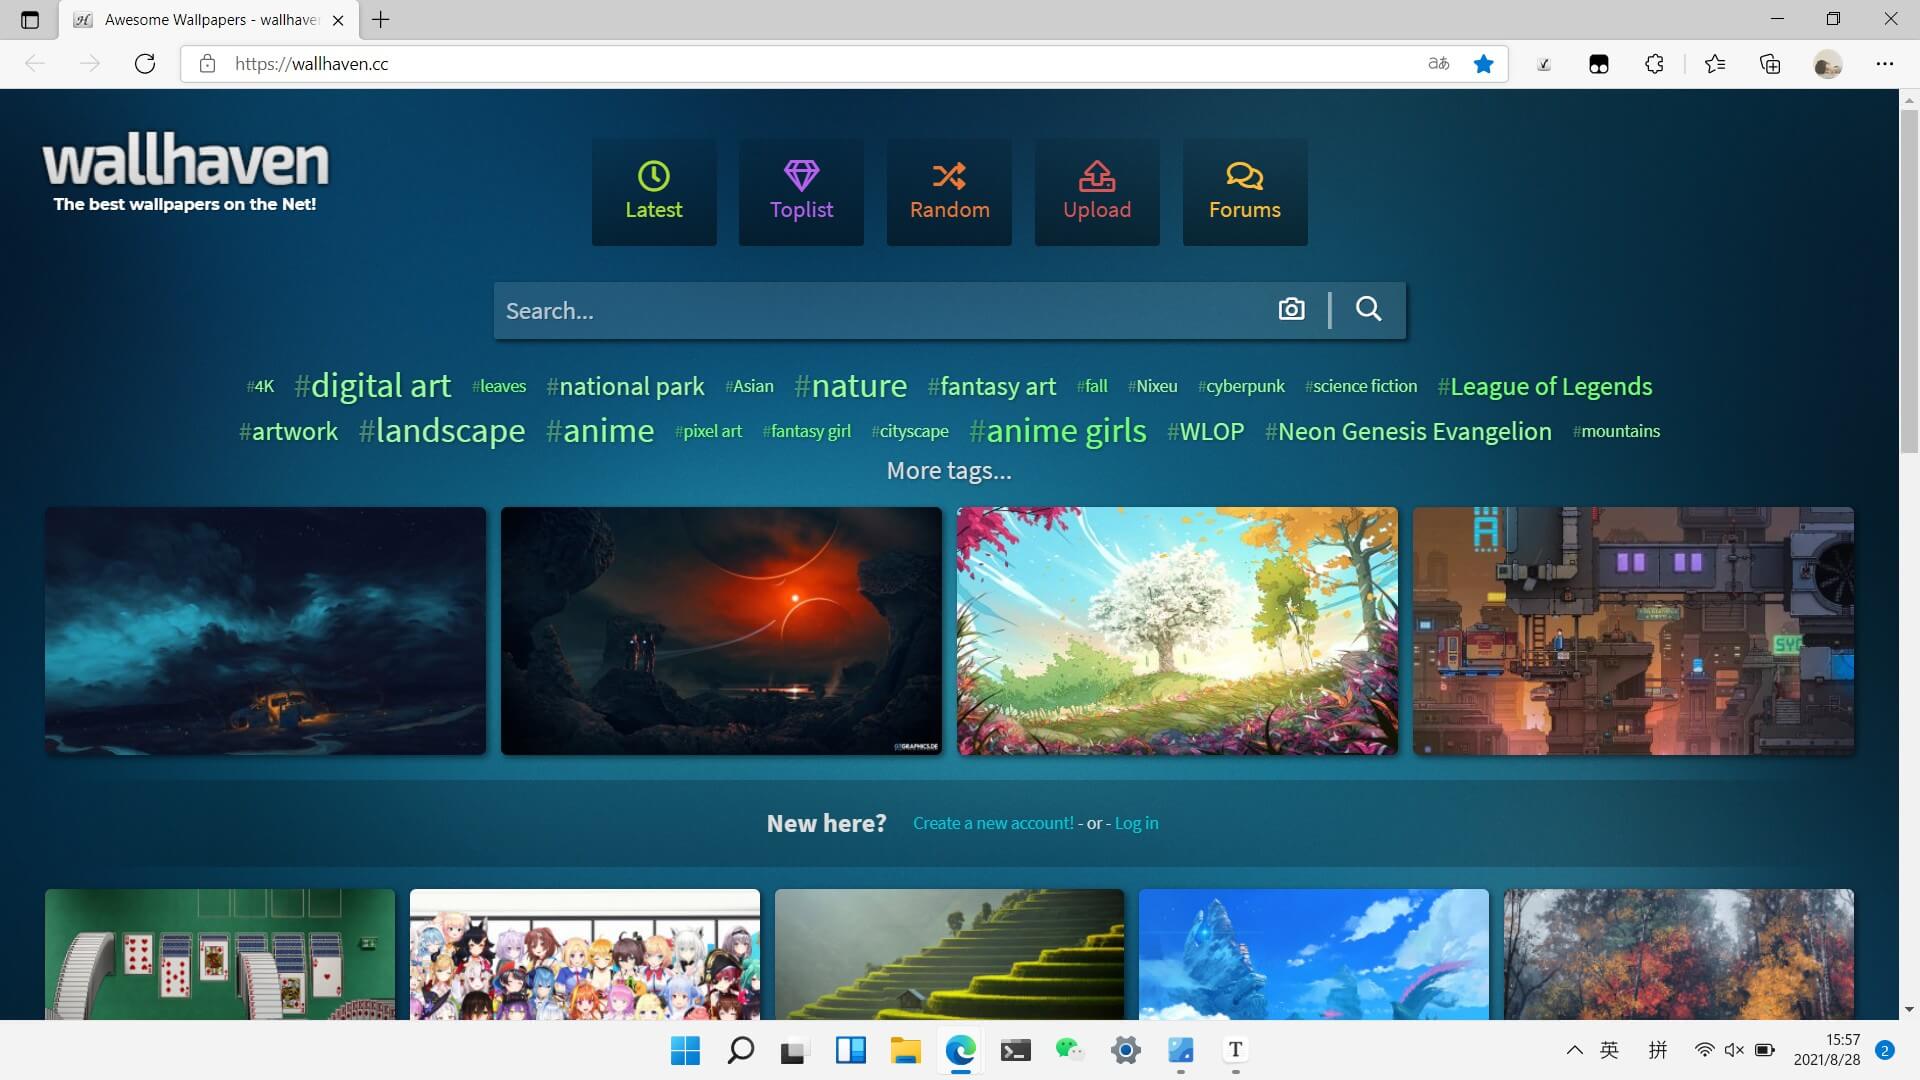 Awesome Wallpapers - wallhave
https://wallhaven.cc
aあ
wallhaven
The best wallpapers on the Net!
Latest
Toplist
Random
Upload
Forums
Search...
#4K #digital art #leaves #national park #Asian #nature #fantasy art #fall #Nixeu #cyberpunk #science fiction #League of Legends
#artwork #landscape #anime #pixel art #fantasy girl #cityscape #anime girls #WLOP #Neon Genesis Evangelion #mountains
More tags...
New here? Create a new account! - or - Log in
T
英
拼
15:57
2021/8/28
2